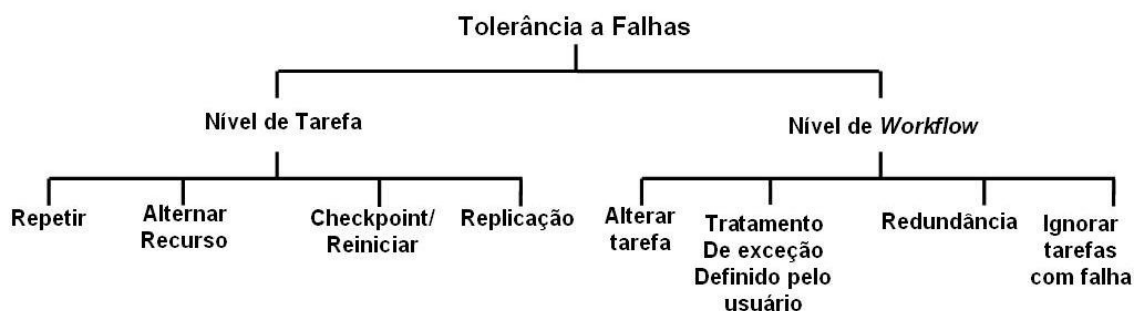 Tolerância a Falhas
Nível de Tarefa
Nível de Workflow
Repetir
Alternar
Recurso
Checkpoint/
Reiniciar
Replicação
Alterar
tarefa
Tratamento
De exceção
Definido pelo
usuário
Redundância
Ignorar
tarefas
com falha